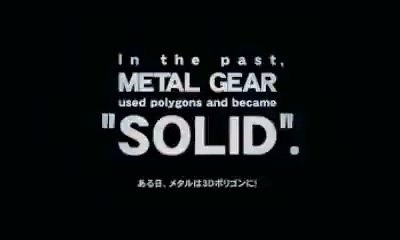 In the past,
METAL GEAR
used polygons and became
"SOLID".
ある日、メタルは3Dポリゴンに!